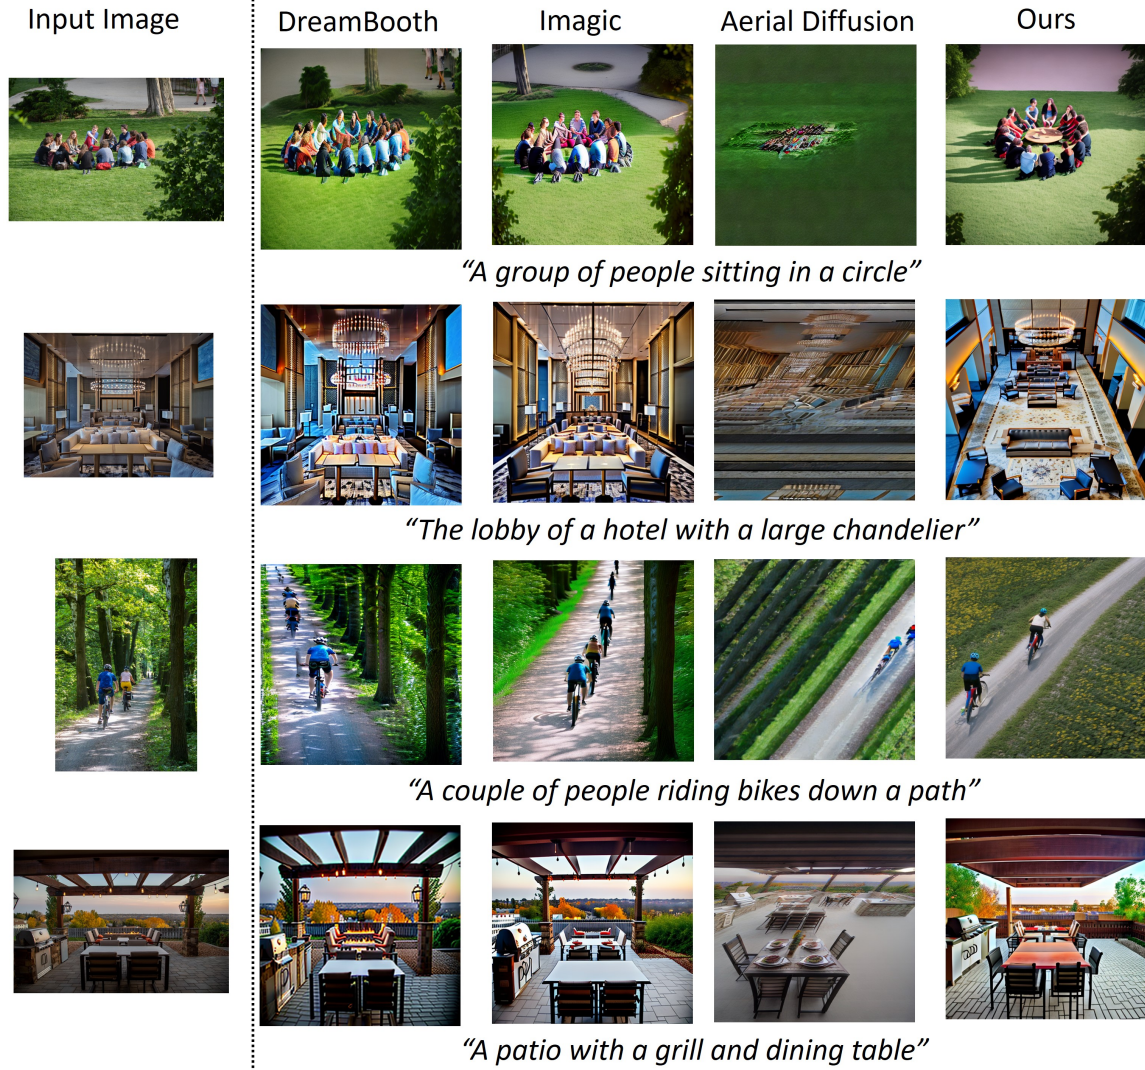 Input Image
DreamBooth
Imagic
Aerial Diffusion
Ours
“A group of people sitting in a circle”
“The lobby of a hotel with a large chandelier”
“A couple of people riding bikes down a path”
“A patio with a grill and dining table”